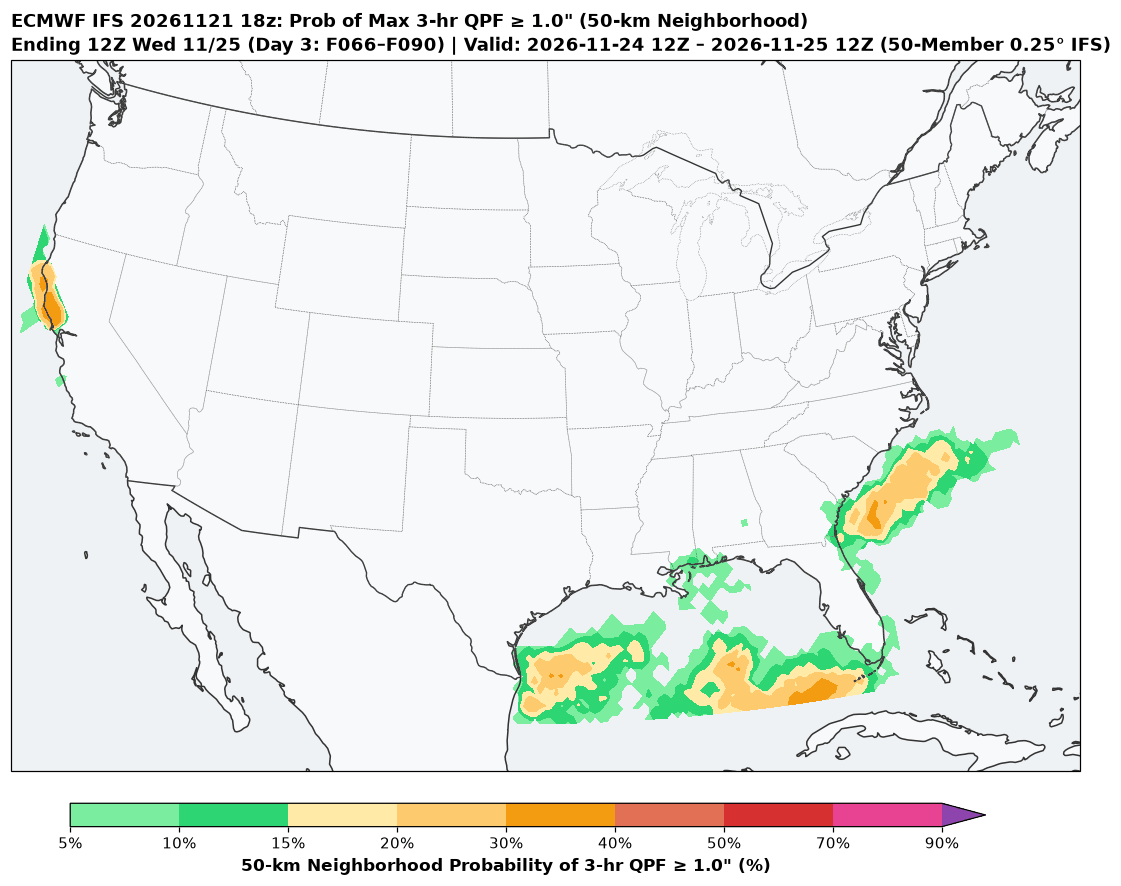 ECMWF IFS 20261121 18z: Prob of Max 3-hr QPF ≥ 1.0" (50-km Neighborhood)
Ending 12Z Wed 11/25 (Day 3: F066–F090) | Valid: 2026-11-24 12Z – 2026-11-25 12Z (50-Member 0.25° IFS)
5% 10% 15% 20% 30% 40% 50% 70% 90%
50-km Neighborhood Probability of 3-hr QPF ≥ 1.0" (%)